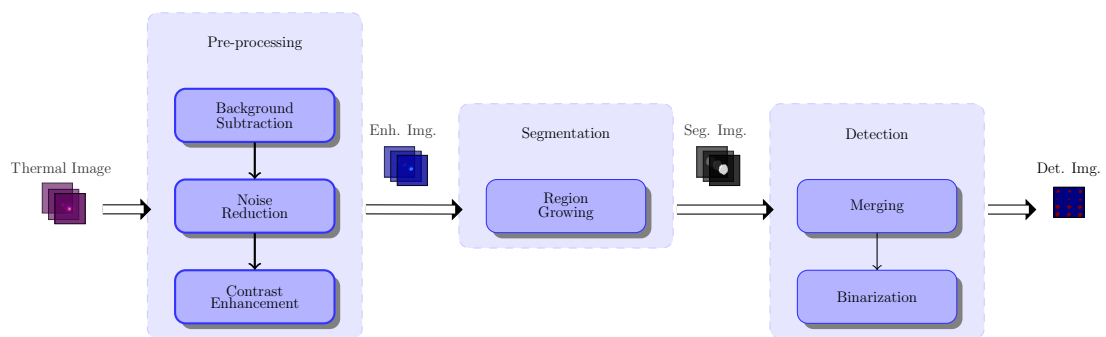 Thermal Image
Pre-processing
Background
Subtraction
Noise
Reduction
Contrast
Enhancement
Enh. Img.
Segmentation
Region
Growing
Seg. Img.
Detection
Merging
Binarization
Det. Img.